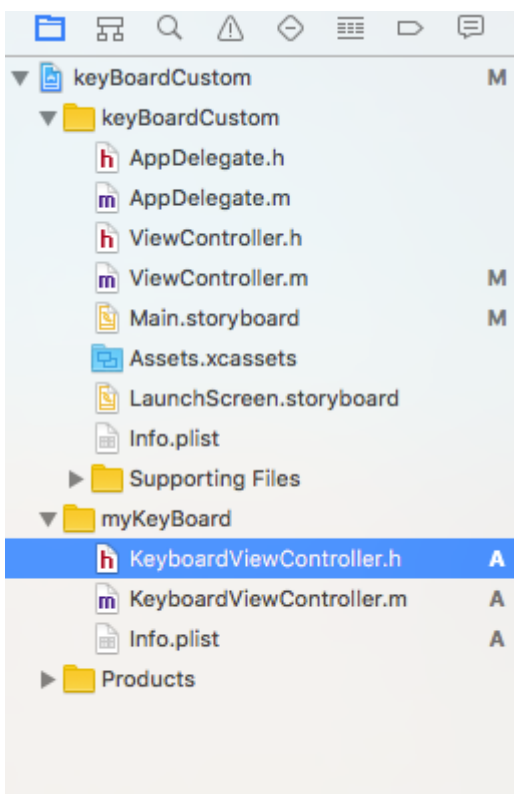 keyBoardCustom M
keyBoardCustom
h AppDelegate.h
m AppDelegate.m
h ViewController.h
m ViewController.m M
Main.storyboard M
Assets.xcassets
LaunchScreen.storyboard
Info.plist
Supporting Files
myKeyBoard
h KeyboardViewController.h A
m KeyboardViewController.m A
Info.plist A
Products